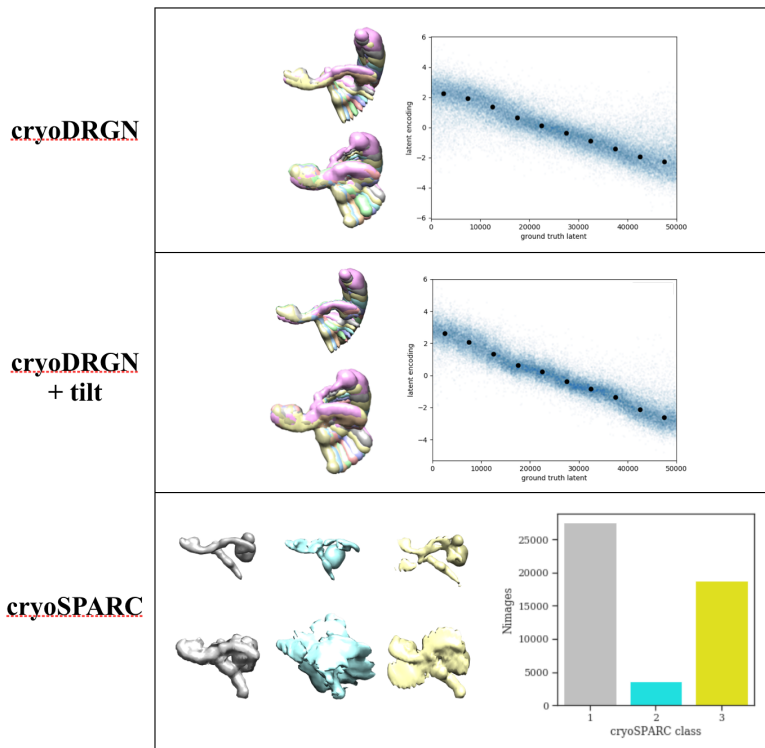 cryoDRGN
6
4
2
0
−2
−4
−6
latent encoding
0 10000 20000 30000 40000 50000
ground truth latent
cryoDRGN
+ tilt
6
4
2
0
−2
−4
latent encoding
0 10000 20000 30000 40000 50000
ground truth latent
cryoSPARC
25000
20000
15000
10000
5000
0
Nimages
1 2 3
cryoSPARC class